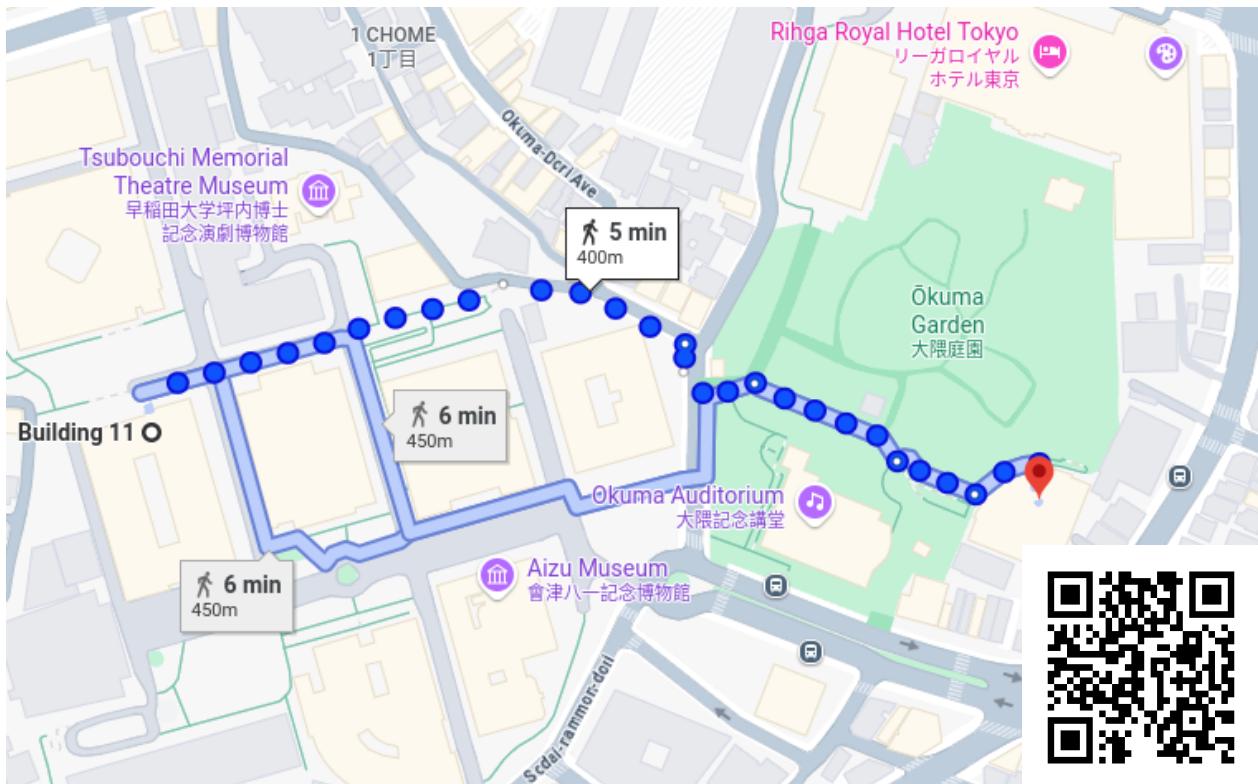 Rihga Royal Hotel Tokyo
リーガロイヤル
ホテル東京
1 CHOME
1丁目
Okuma-Dori Ave
Tsubouchi Memorial
Theatre Museum
早稲田大学坪内博士
記念演劇博物館
5 min
400m
Ōkuma
Garden
大隈庭園
6 min
450m
Building 11
Okuma Auditorium
大隈記念講堂
Aizu Museum
會津八一記念博物館
6 min
450m